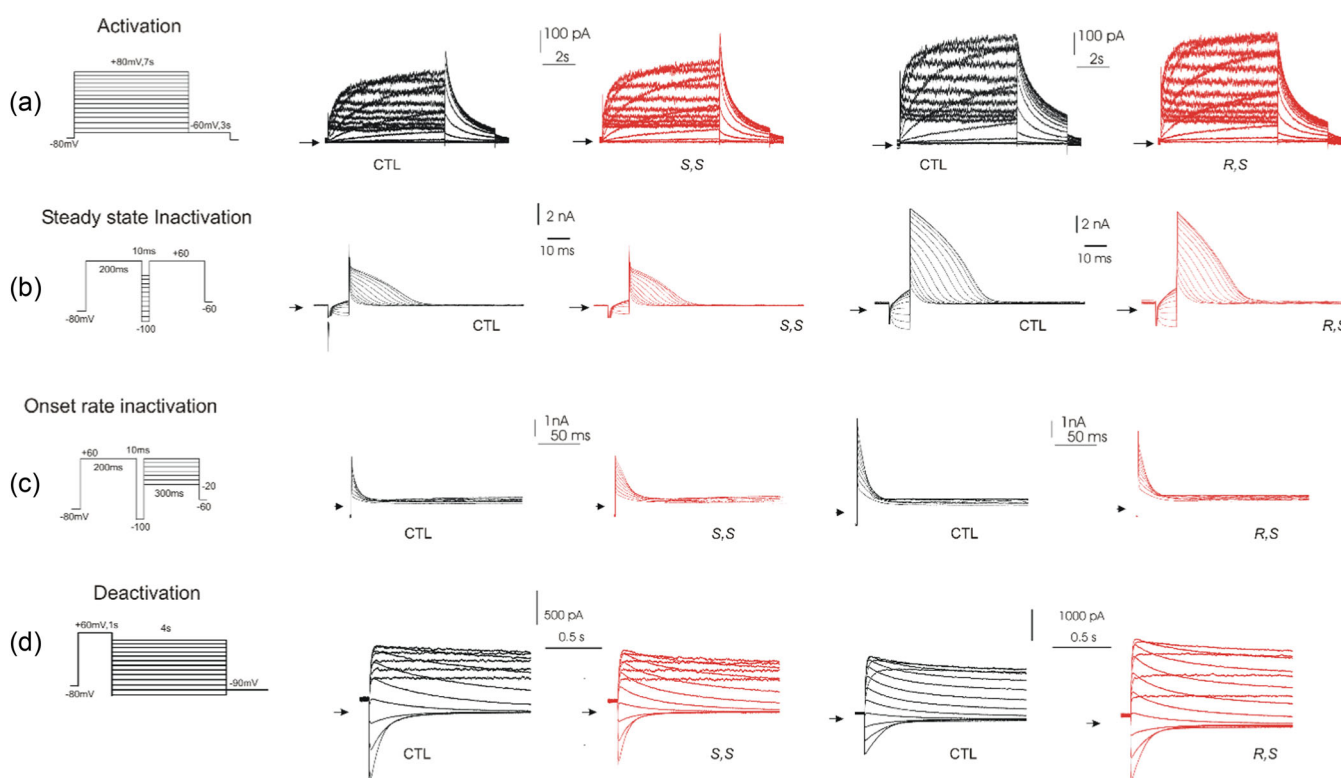 Activation
(a)
+80mV,7s
-60mV,3s
-80mV
100 pA
2s
100 pA
2s
CTL
S,S
CTL
R,S
Steady state Inactivation
(b)
10ms
+60
200ms
-80mV
-60
-100
2 nA
10 ms
2 nA
10 ms
CTL
S,S
CTL
R,S
Onset rate inactivation
(c)
+60
10ms
200ms
-20
300ms
-60
-80mV
-100
1nA
50 ms
1nA
50 ms
CTL
S,S
CTL
R,S
Deactivation
(d)
+60mV,1s
4s
-80mV
-90mV
500 pA
0.5 s
1000 pA
0.5 s
CTL
S,S
CTL
R,S